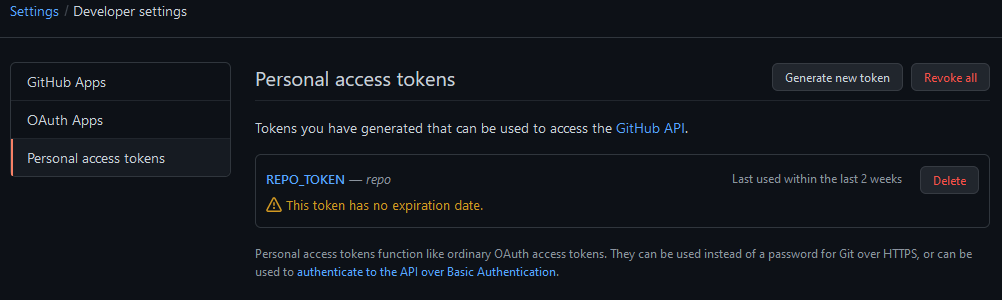 Settings / Developer settings
GitHub Apps
OAuth Apps
Personal access tokens
Personal access tokens
Generate new token
Revoke all
Tokens you have generated that can be used to access the GitHub API.
REPO_TOKEN — repo
Last used within the last 2 weeks
Delete
This token has no expiration date.
Personal access tokens function like ordinary OAuth access tokens. They can be used instead of a password for Git over HTTPS, or can be
used to authenticate to the API over Basic Authentication.